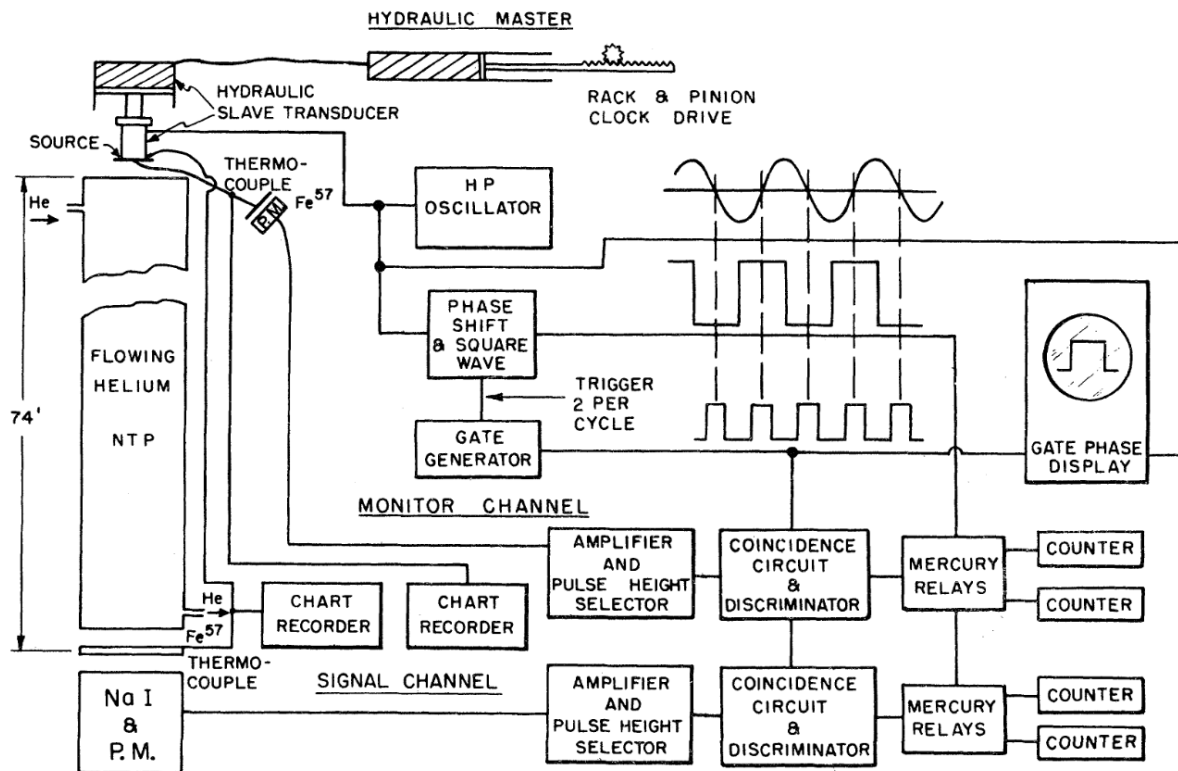 HYDRAULIC MASTER
HYDRAULIC
SLAVE TRANSDUCER
RACK & PINION
CLOCK DRIVE
SOURCE
THERMO-
COUPLE
Fe57
P.M.
He
HP
OSCILLATOR
PHASE
SHIFT
& SQUARE
WAVE
TRIGGER
2 PER
CYCLE
GATE
GENERATOR
GATE PHASE
DISPLAY
74'
FLOWING
HELIUM
NTP
MONITOR CHANNEL
AMPLIFIER
AND
PULSE HEIGHT
SELECTOR
COINCIDENCE
CIRCUIT
&
DISCRIMINATOR
MERCURY
RELAYS
COUNTER
COUNTER
He
Fe57
CHART
RECORDER
CHART
RECORDER
THERMO-
COUPLE
SIGNAL CHANNEL
Na I
&
P.M.
AMPLIFIER
AND
PULSE HEIGHT
SELECTOR
COINCIDENCE
CIRCUIT
&
DISCRIMINATOR
MERCURY
RELAYS
COUNTER
COUNTER